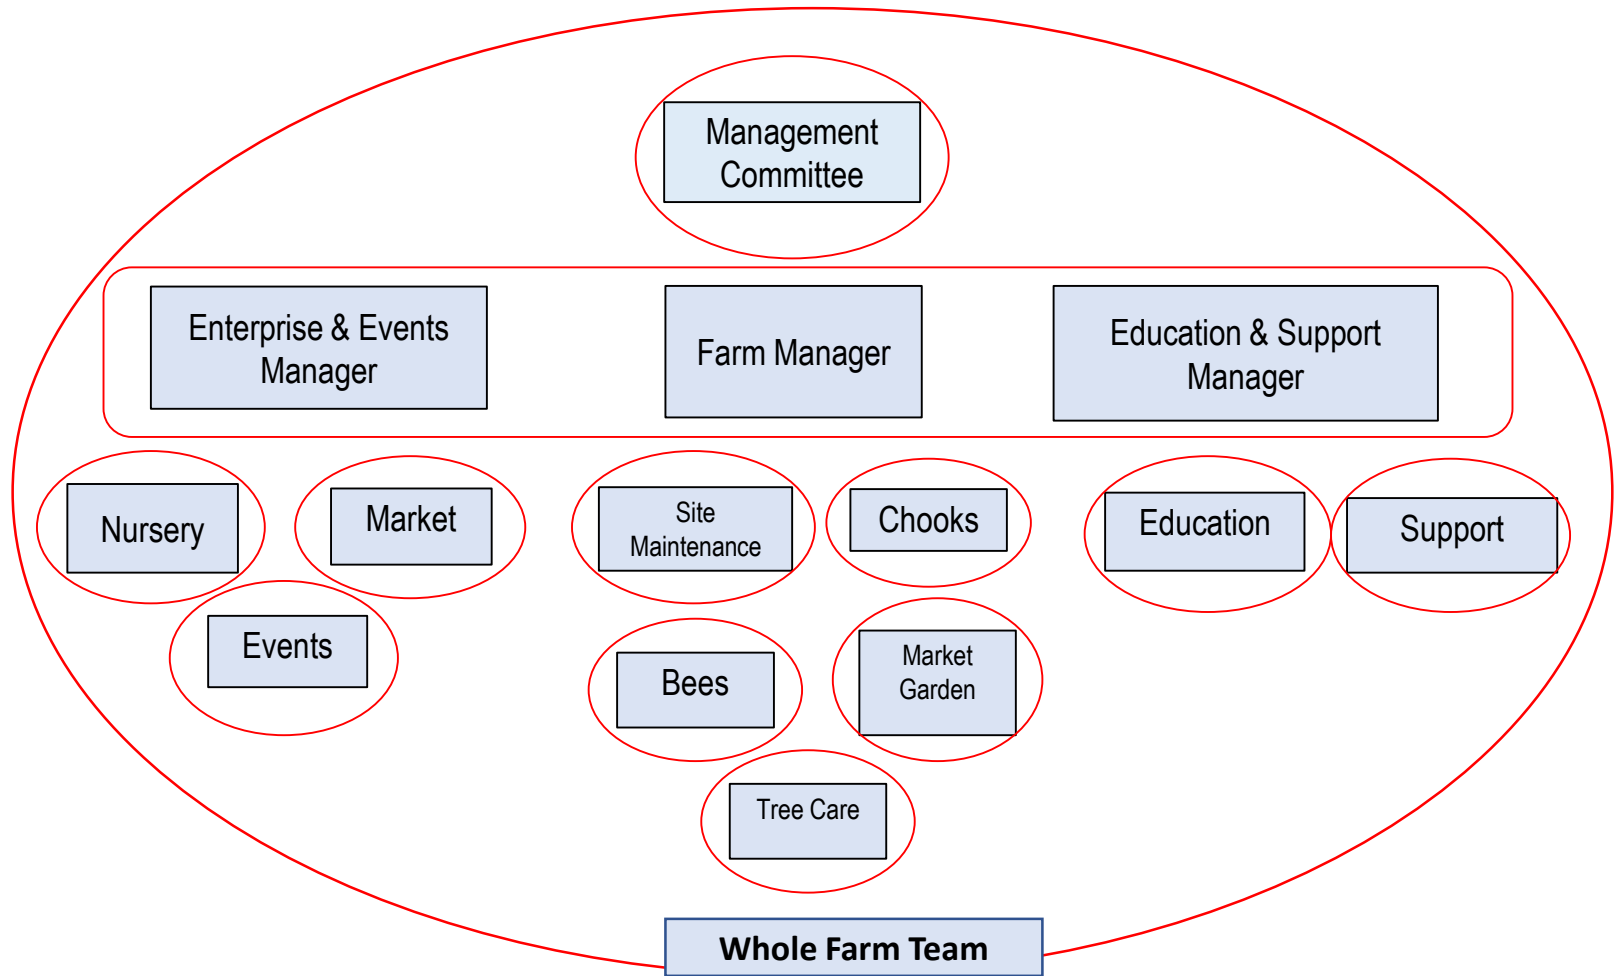 Management
Committee
Enterprise & Events
Manager
Farm Manager
Education & Support
Manager
Nursery
Market
Site
Maintenance
Chooks
Education
Support
Events
Bees
Market
Garden
Tree Care
Whole Farm Team